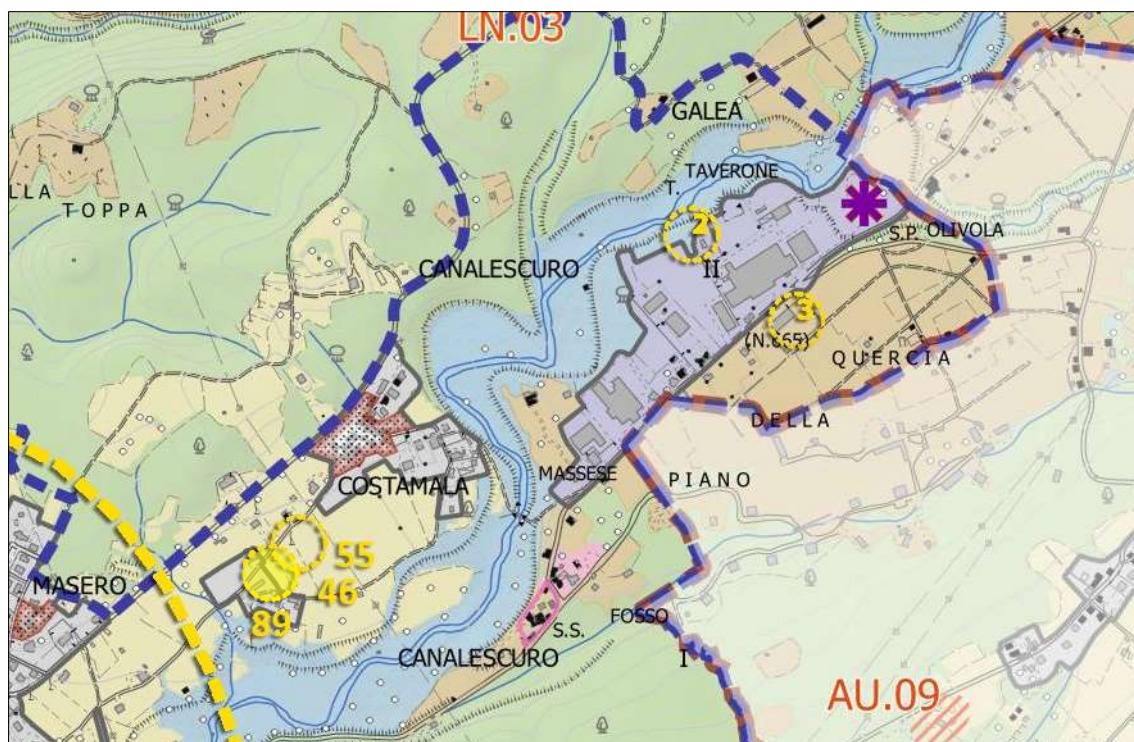 LN.03
GALEA
T. TAVERONE
LLA
TOPPA
2
S.P. OLIVOLA
CANALESCURO
II
3
(N.665)
QUERCIA
DELLA
MASSESE
PIANO
COSTAMALA
55
46
MASERO
89
FOSSO
S.S.
CANALESCURO
I
AU.09